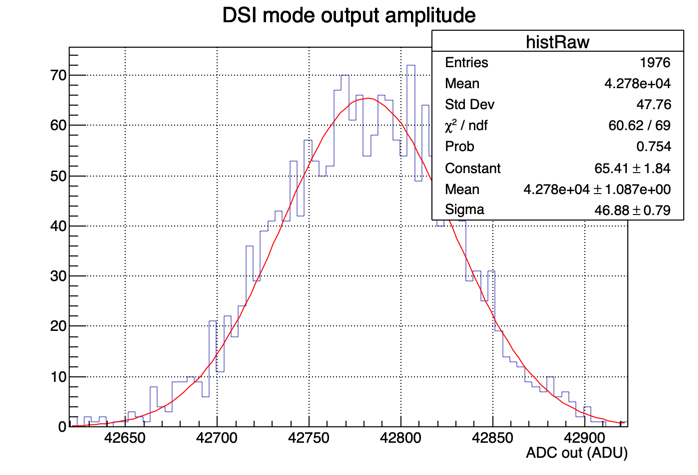 DSI mode output amplitude
histRaw
Entries 1976
Mean 4.278e+04
Std Dev 47.76
χ² / ndf 60.62 / 69
Prob 0.754
Constant 65.41 ± 1.84
Mean 4.278e+04 ± 1.087e+00
Sigma 46.88 ± 0.79
70
60
50
40
30
20
10
0
42650 42700 42750 42800 42850 42900
ADC out (ADU)